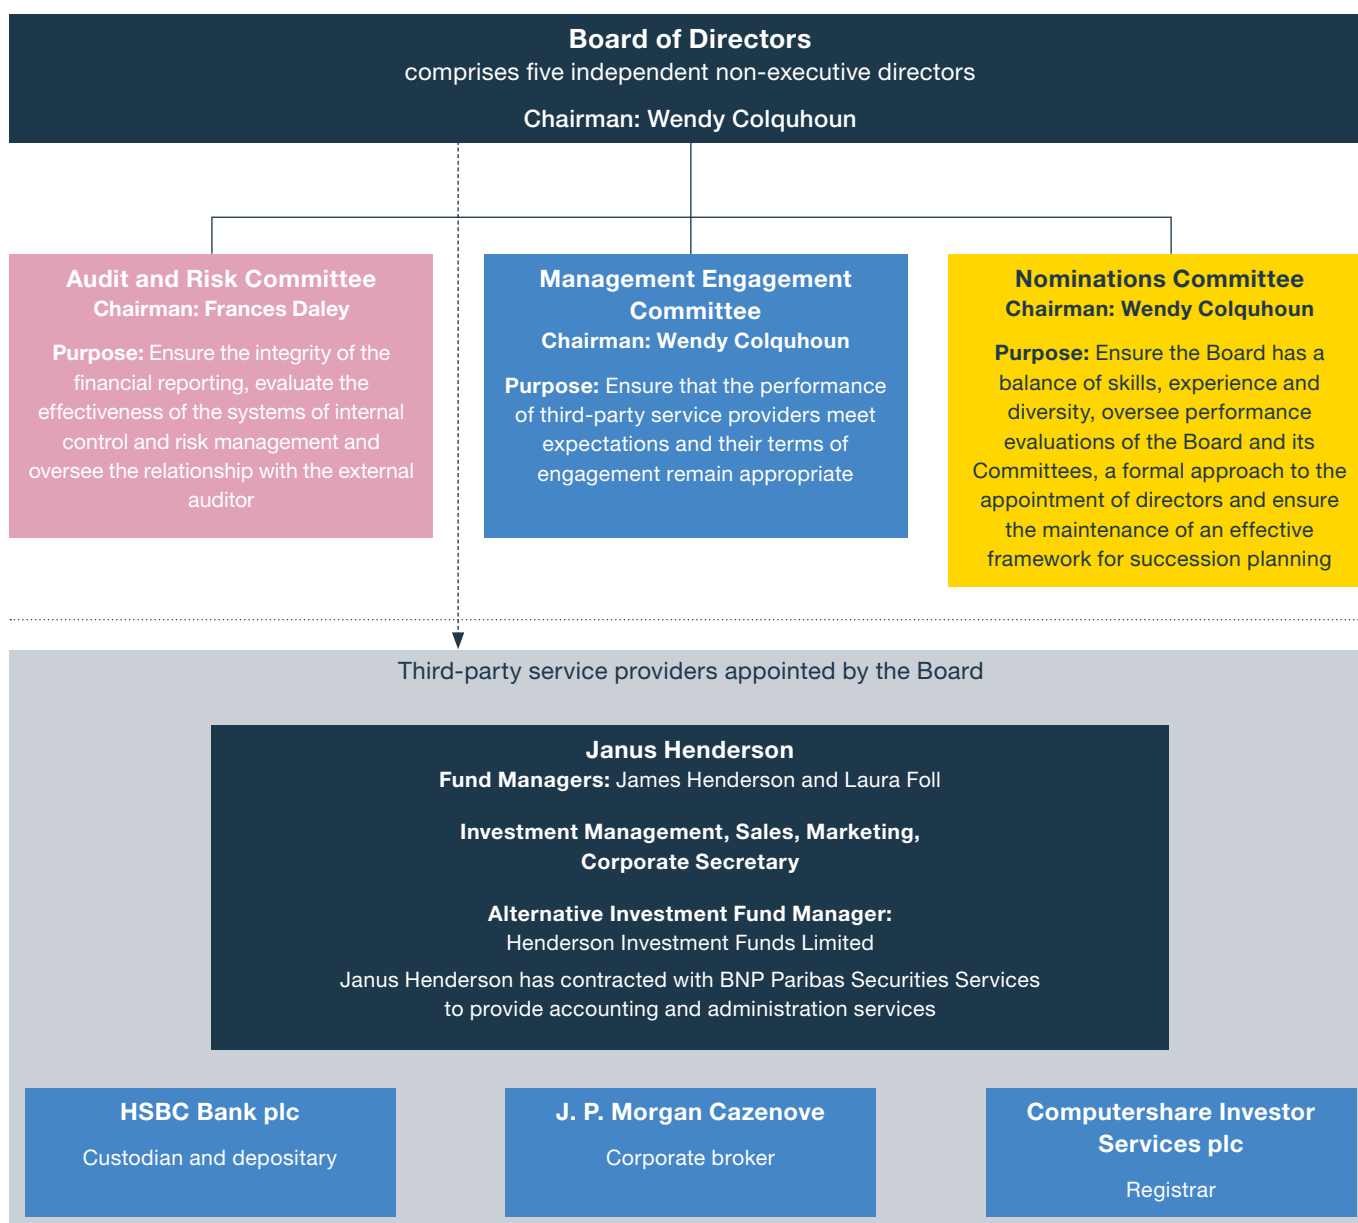 Board of Directors
comprises five independent non-executive directors
Chairman: Wendy Colquhoun
Audit and Risk Committee
Chairman: Frances Daley
Purpose: Ensure the integrity of the
financial reporting, evaluate the
effectiveness of the systems of internal
control and risk management and
oversee the relationship with the external
auditor
Management Engagement
Committee
Chairman: Wendy Colquhoun
Purpose: Ensure that the performance
of third-party service providers meet
expectations and their terms of
engagement remain appropriate
Nominations Committee
Chairman: Wendy Colquhoun
Purpose: Ensure the Board has a
balance of skills, experience and
diversity, oversee performance
evaluations of the Board and its
Committees, a formal approach to the
appointment of directors and ensure
the maintenance of an effective
framework for succession planning
Third-party service providers appointed by the Board
Janus Henderson
Fund Managers: James Henderson and Laura Foll
Investment Management, Sales, Marketing,
Corporate Secretary
Alternative Investment Fund Manager:
Henderson Investment Funds Limited
Janus Henderson has contracted with BNP Paribas Securities Services
to provide accounting and administration services
HSBC Bank plc
Custodian and depositary
J. P. Morgan Cazenove
Corporate broker
Computershare Investor
Services plc
Registrar